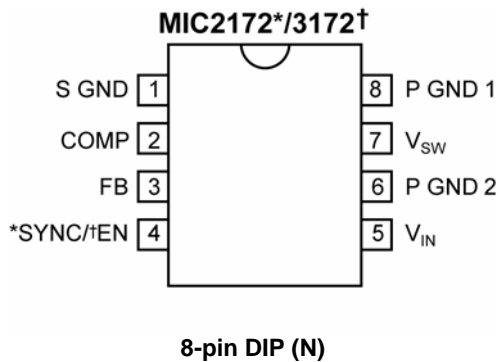 MIC2172*/3172†
S GND 1 8 P GND 1
COMP 2 7 VSW
FB 3 6 P GND 2
*SYNC/†EN 4 5 VIN
8-pin DIP (N)